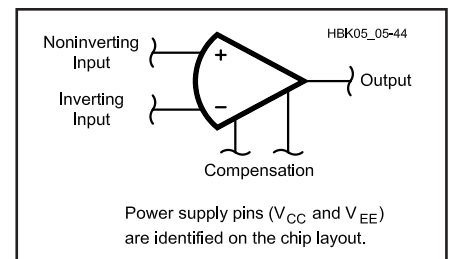 HBK05_05-44
Noninverting
Input
+
Output
Inverting
Input
−
Compensation
Power supply pins (VCC and VEE)
are identified on the chip layout.